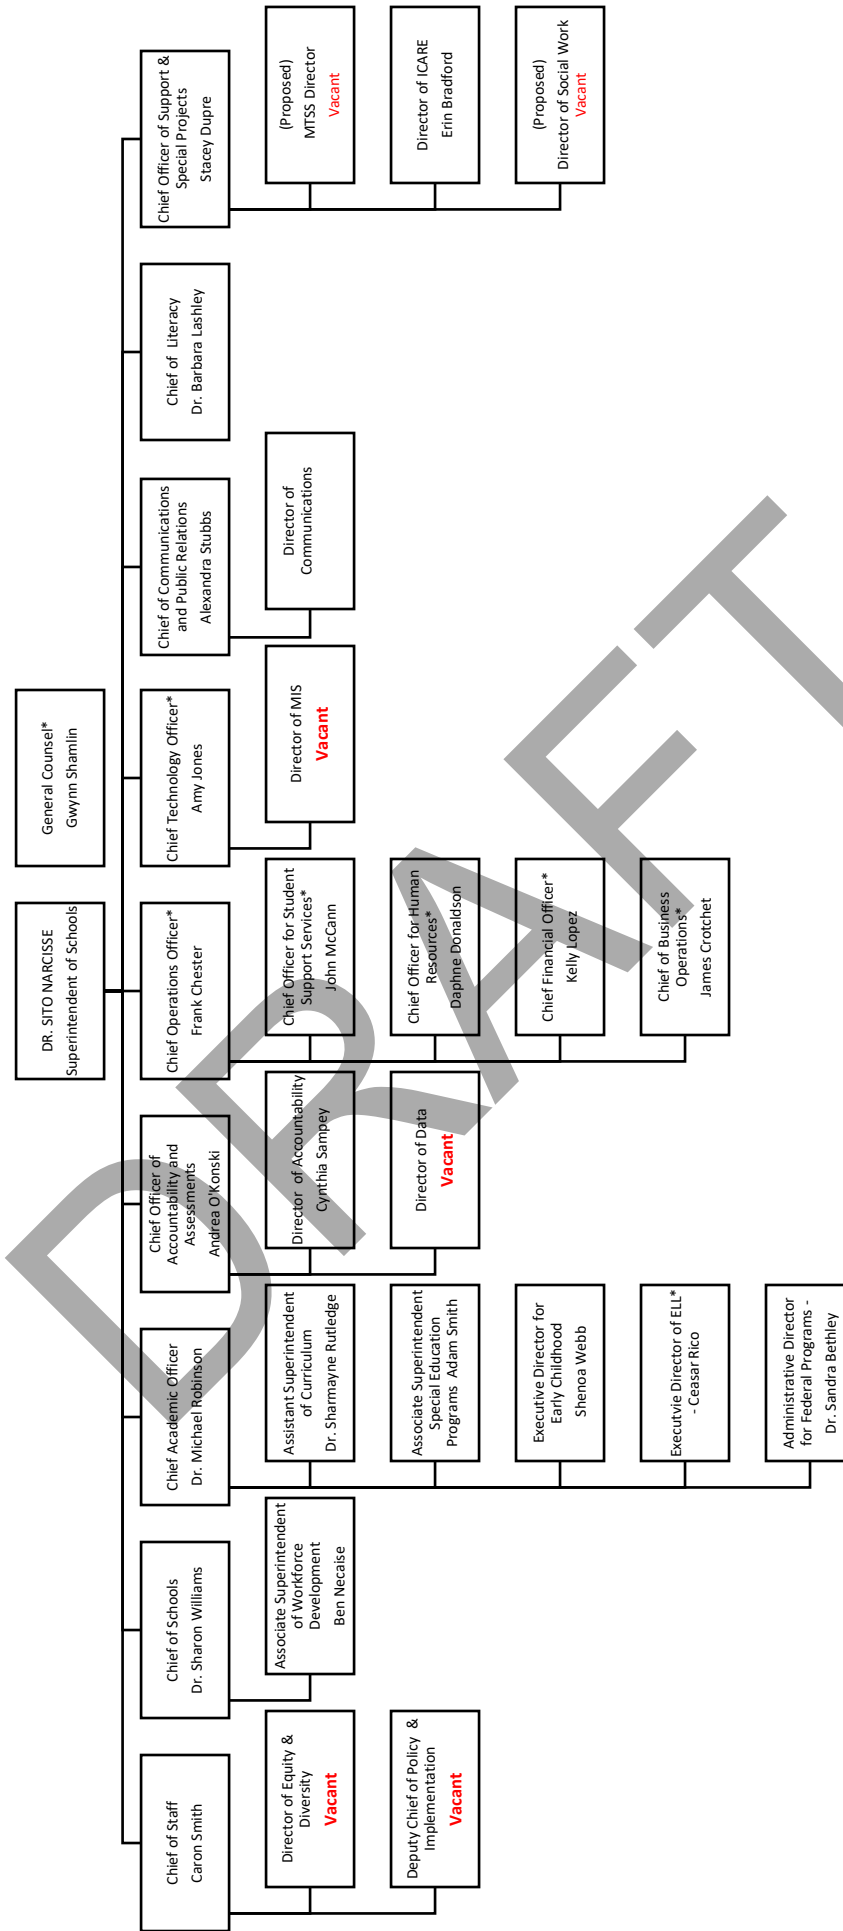 DR. SITO NARCISSE
Superintendent of Schools
General Counsel*
Gwynn Shamlin
Chief of Staff
Caron Smith
Director of Equity &
Diversity
Vacant
Deputy Chief of Policy &
Implementation
Vacant
Chief of Schools
Dr. Sharon Williams
Associate Superintendent
of Workforce
Development
Ben Necaise
Chief Academic Officer
Dr. Michael Robinson
Assistant Superintendent
of Curriculum
Dr. Sharmayne Rutledge
Associate Superintendent
Special Education
Programs Adam Smith
Executive Director for
Early Childhood
Shenoa Webb
Executvie Director of ELL*
- Ceasar Rico
Administrative Director
for Federal Programs -
Dr. Sandra Bethley
Chief Officer of
Accountability and
Assessments
Andrea O'Konski
Director of Accountability
Cynthia Sampey
Director of Data
Vacant
Chief Operations Officer*
Frank Chester
Chief Officer for Student
Support Services*
John McCann
Chief Officer for Human
Resources*
Daphne Donaldson
Chief Financial Officer*
Kelly Lopez
Chief of Business
Operations*
James Crotchet
Chief Technology Officer*
Amy Jones
Director of MIS
Vacant
Chief of Communications
and Public Relations
Alexandra Stubbs
Director of
Communications
Chief of Literacy
Dr. Barbara Lashley
Chief Officer of Support &
Special Projects
Stacey Dupre
(Proposed)
MTSS Director
Vacant
Director of ICARE
Erin Bradford
(Proposed)
Director of Social Work
Vacant
DRAFT